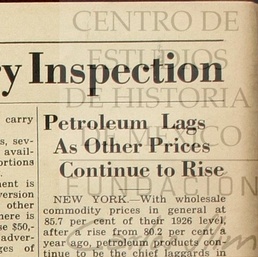 CENTRO DE
ESTUDIOS
DE HISTORIA
DE MEXICO
FUNDACIÓN
y Inspection
carry
s, sev-
avail-
ortions
ment is
version
other
here is
se $50,-
adver-
ges of
Petroleum Lags
As Other Prices
Continue to Rise
NEW YORK.—With wholesale
commodity prices in general at
85.7 per cent of their 1926 level,
after a rise from 80.2 per cent a
year ago, petroleum products con-
tinue to be the chief laggards in